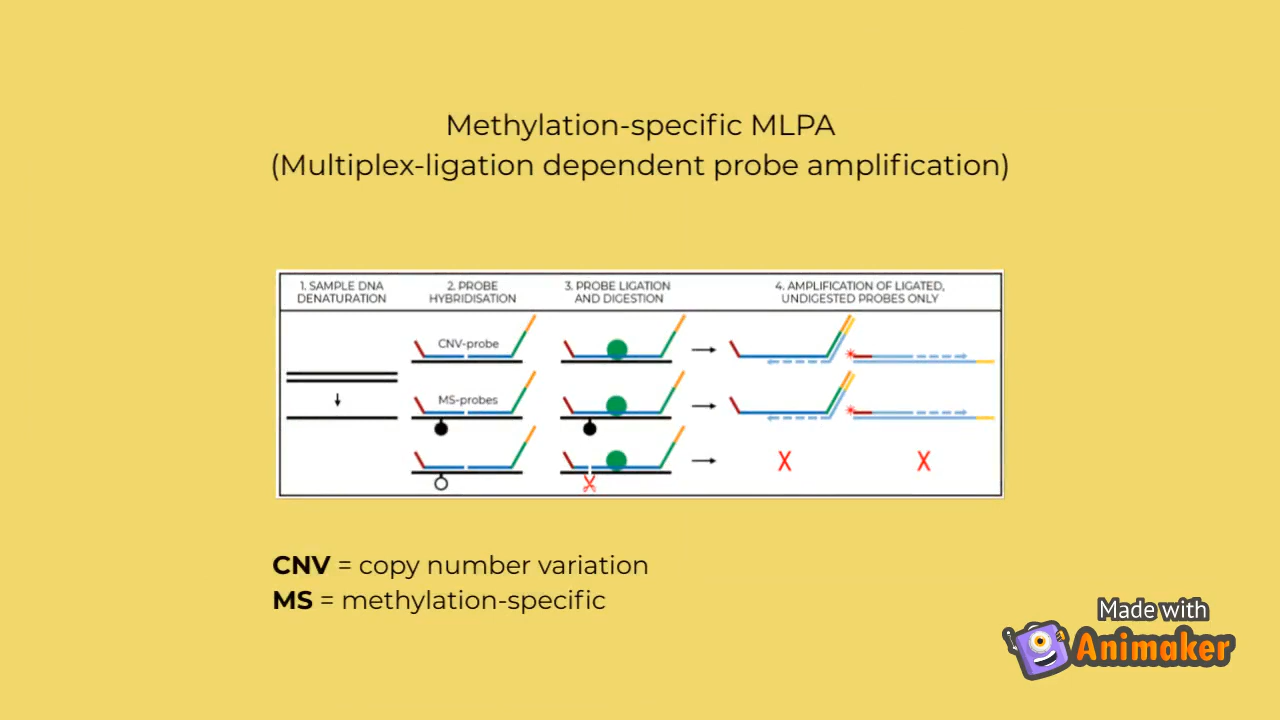 Methylation-specific MLPA
(Multiplex-ligation dependent probe amplification)
1. SAMPLE DNA
DENATURATION
2. PROBE
HYBRIDISATION
3. PROBE LIGATION
AND DIGESTION
4. AMPLIFICATION OF LIGATED,
UNDIGESTED PROBES ONLY
CNV-probe
MS-probes
CNV = copy number variation
MS = methylation-specific
Made with
Animaker